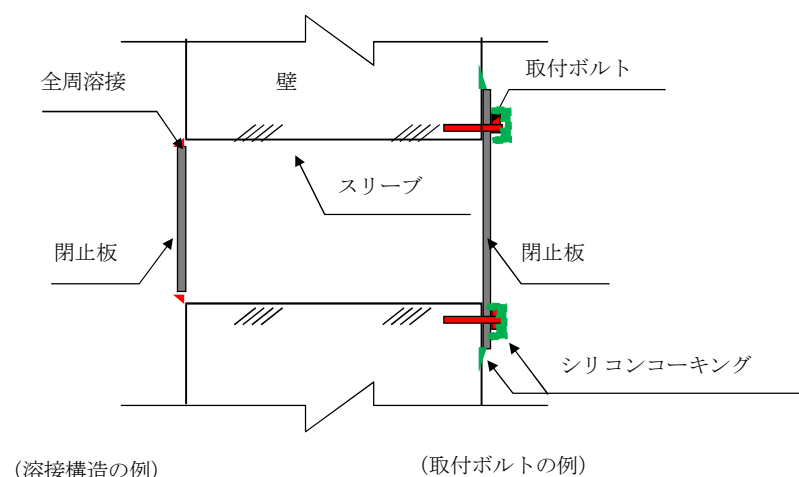 取付ボルト
全周溶接
壁
スリーブ
閉止板
閉止板
シリコンコーキング
（溶接構造の例）
（取付ボルトの例）